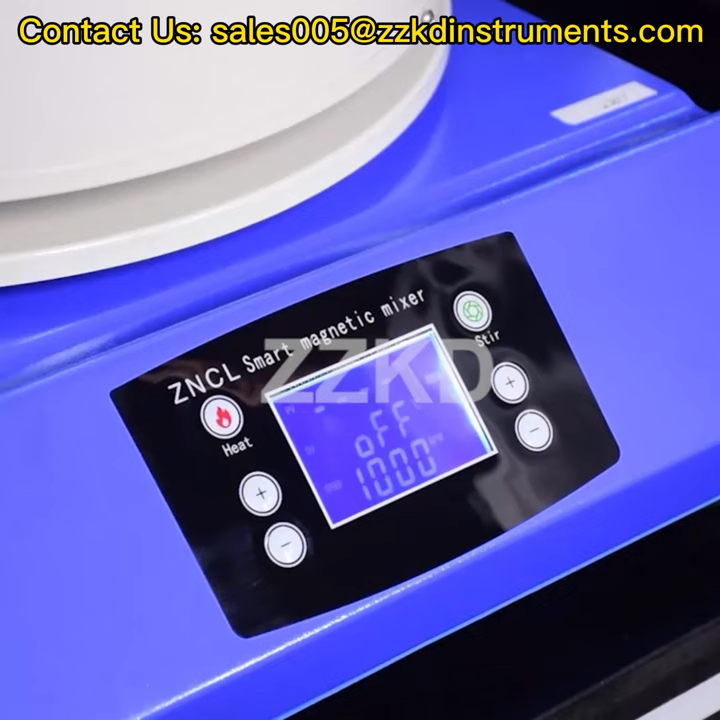 Contact Us: sales005@zzkdinstruments.com
ZNCL Smart magnetic mixer
ZZKD
Heat
Stir
+
-
+
-
oFF
1000